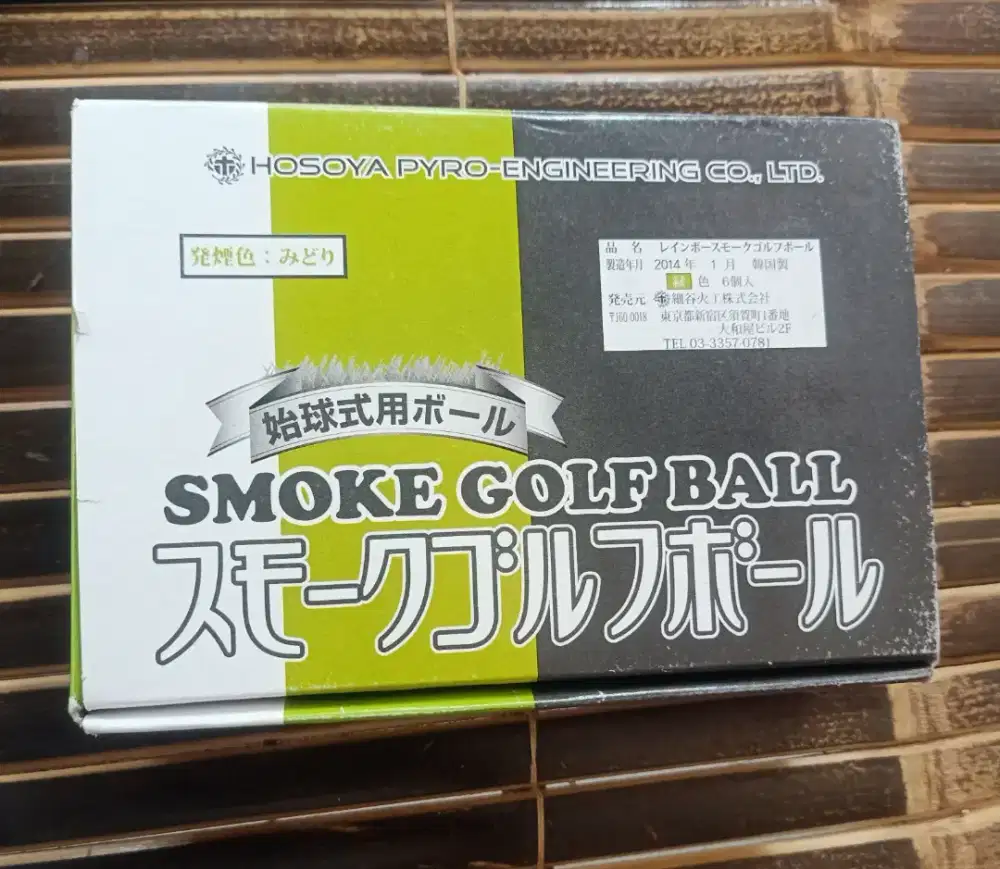 HOSOYA PYRO-ENGINEERING CO., LTD.
発煙色：みどり
品 名 レインボースモークゴルフボール
製造年月 2014年 1月 韓国製
緑 色 6個入
発売元 細谷火工株式会社
〒160-0018 東京都新宿区須賀町1番地
大和屋ビル2F
TEL 03-3357-0781
始球式用ボール
SMOKE GOLF BALL
スモークゴルフボール